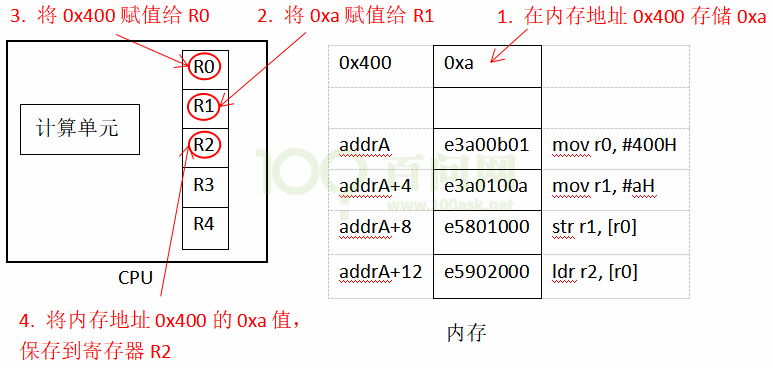 3. 将 0x400 赋值给 R0
2. 将 0xa 赋值给 R1
1. 在内存地址 0x400 存储 0xa
R0
R1
R2
R3
R4
计算单元
CPU
4. 将内存地址 0x400 的 0xa 值，
保存到寄存器 R2
0x400 0xa
addrA e3a00b01 mov r0, #400H
addrA+4 e3a0100a mov r1, #aH
addrA+8 e5801000 str r1, [r0]
addrA+12 e5902000 ldr r2, [r0]
内存
100 百问网
www.100ask.net